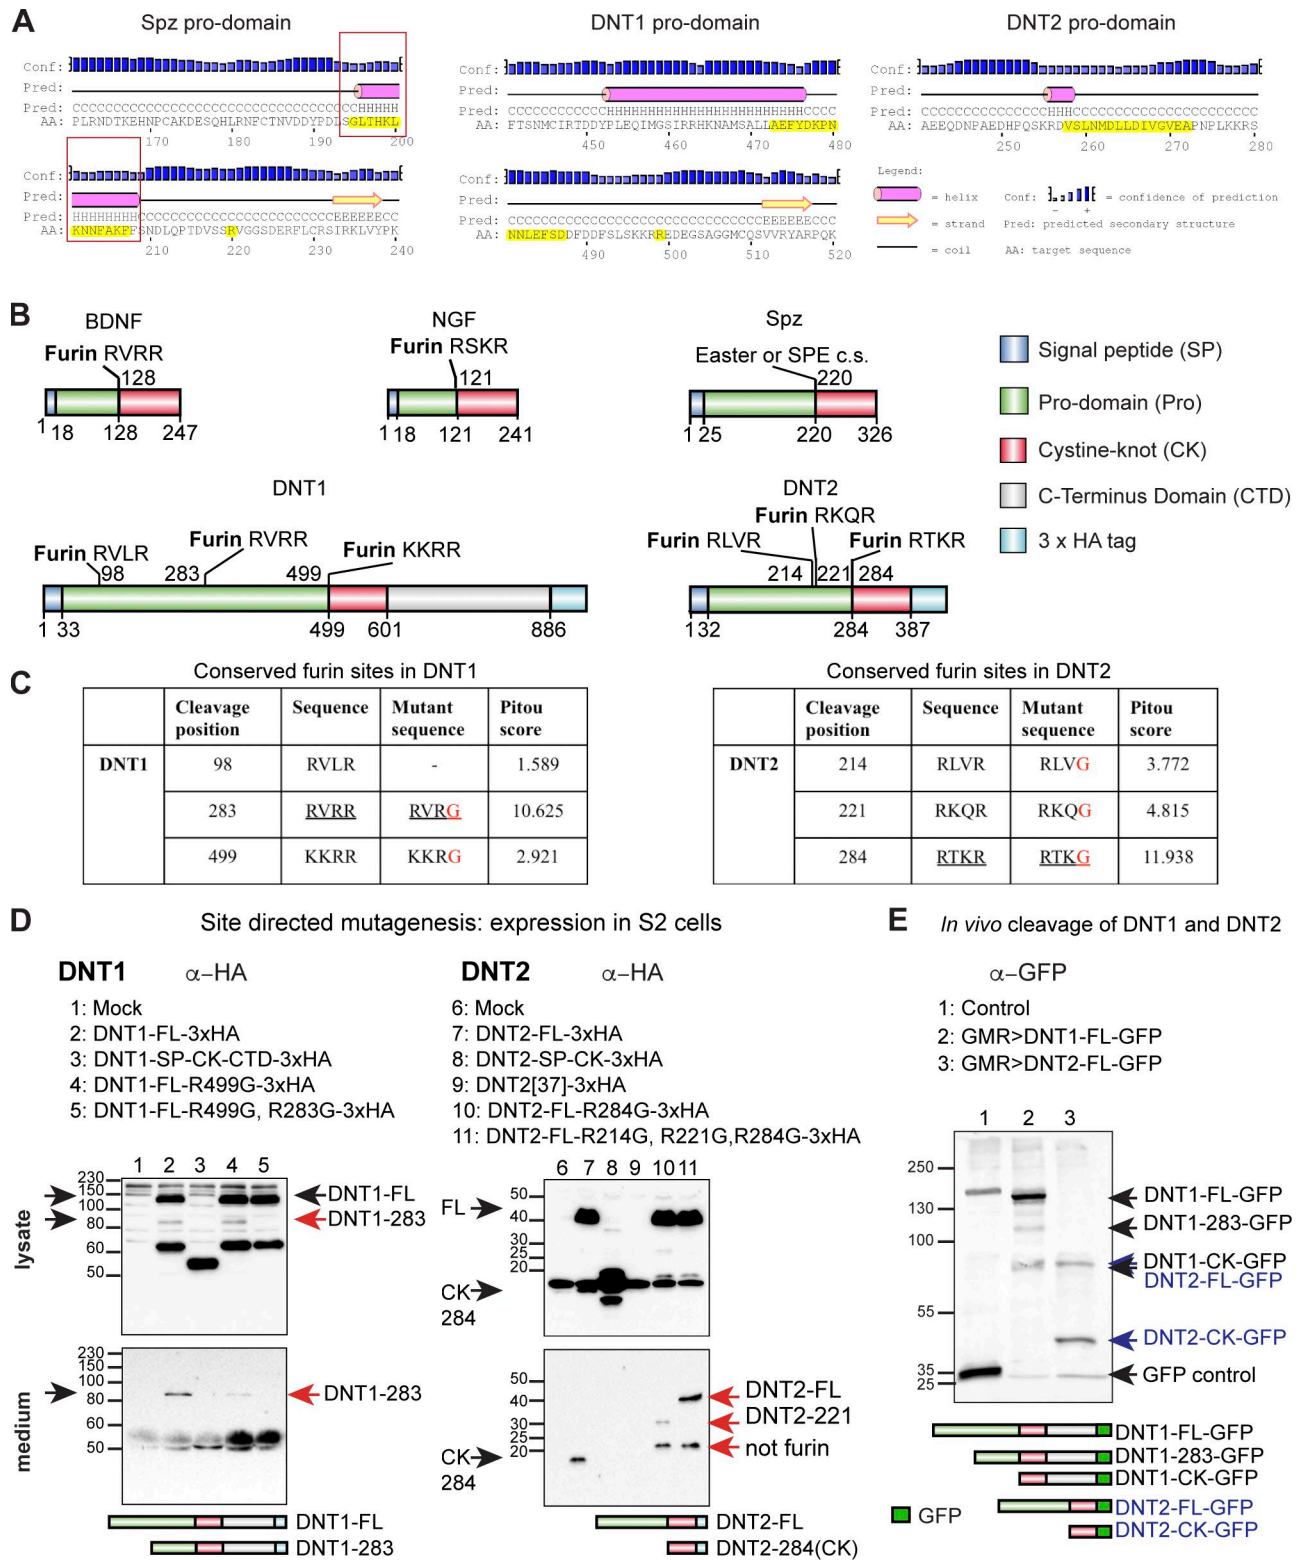 A
Spz pro-domain
DNT1 pro-domain
DNT2 pro-domain
Conf:
Pred:
Pred: CCCCCCCCCCCCCCCCCCCCCCCCCCCCCCCCCCCHHHHH
AA: PLRNDTKEHNPCAKDESQHLRNFCTNVDDYPDLSGLTHKL
170 180 190 200
Conf:
Pred:
Pred: HHHHHHHHCCCCCCCCCCCCCCCCCCCCCCCCEEEEEECC
AA: KNNFAKFFSNDLQPTDVSSRVGGSDERFLCRSIRKLVYPK
210 220 230 240
Conf:
Pred:
Pred: CCCCCCCCCCCCHHHHHHHHHHHHHHHHHHHHHHHHCCCC
AA: FTSNMCIRTDDYPLEQIMGSIRRHKNAMSALLAEFYDKPN
450 460 470 480
Conf:
Pred:
Pred: CCCCCCCCCCCCCCCCCCCCCCCCCCCCCCCEEEEEECCC
AA: NNLEFSDDFDDFSLSKKRREDEGSAGGMCQSVVRYARPQK
490 500 510 520
Conf:
Pred:
Pred: CCCCCCCCCCCCCCCHHHCCCCCCCCCCCCCCCCCCCCCC
AA: AEEQDNPAEDHPQSKRDVSLNMDLLDIVGVEAPNPLKKRS
250 260 270 280
Legend:
= helix Conf: - + = confidence of prediction
= strand Pred: predicted secondary structure
= coil AA: target sequence
B
BDNF
Furin RVRR
128
1 18 128 247
NGF
Furin RSKR
121
1 18 121 241
Spz
Easter or SPE c.s.
220
1 25 220 326
Signal peptide (SP)
Pro-domain (Pro)
Cystine-knot (CK)
C-Terminus Domain (CTD)
3 x HA tag
DNT1
Furin RVLR
98
Furin RVRR
283
Furin KKRR
499
1 33 499 601 886
DNT2
Furin RKQR
Furin RLVR Furin RTKR
214 221 284
1 32 284 387
C
Conserved furin sites in DNT1
Cleavage position Sequence Mutant sequence Pitou score
DNT1 98 RVLR - 1.589
283 RVRR RVRG 10.625
499 KKRR KKRG 2.921
Conserved furin sites in DNT2
Cleavage position Sequence Mutant sequence Pitou score
DNT2 214 RLVR RLVG 3.772
221 RKQR RKQG 4.815
284 RTKR RTKG 11.938
D
Site directed mutagenesis: expression in S2 cells
DNT1 α–HA
1: Mock
2: DNT1-FL-3xHA
3: DNT1-SP-CK-CTD-3xHA
4: DNT1-FL-R499G-3xHA
5: DNT1-FL-R499G, R283G-3xHA
1 2 3 4 5
lysate
230
150
100
80
60
50
DNT1-FL
DNT1-283
medium
230
150
100
80
60
50
DNT1-283
DNT1-FL
DNT1-283
DNT2 α–HA
6: Mock
7: DNT2-FL-3xHA
8: DNT2-SP-CK-3xHA
9: DNT2[37]-3xHA
10: DNT2-FL-R284G-3xHA
11: DNT2-FL-R214G, R221G,R284G-3xHA
6 7 8 9 10 11
FL
50
40
30
25
20
CK
284
50
40
30
25
20
CK
284
DNT2-FL
DNT2-221
not furin
DNT2-FL
DNT2-284(CK)
E
In vivo cleavage of DNT1 and DNT2
α–GFP
1: Control
2: GMR>DNT1-FL-GFP
3: GMR>DNT2-FL-GFP
1 2 3
250
130
100
55
35
25
DNT1-FL-GFP
DNT1-283-GFP
DNT1-CK-GFP
DNT2-FL-GFP
DNT2-CK-GFP
GFP control
DNT1-FL-GFP
DNT1-283-GFP
DNT1-CK-GFP
DNT2-FL-GFP
DNT2-CK-GFP
GFP